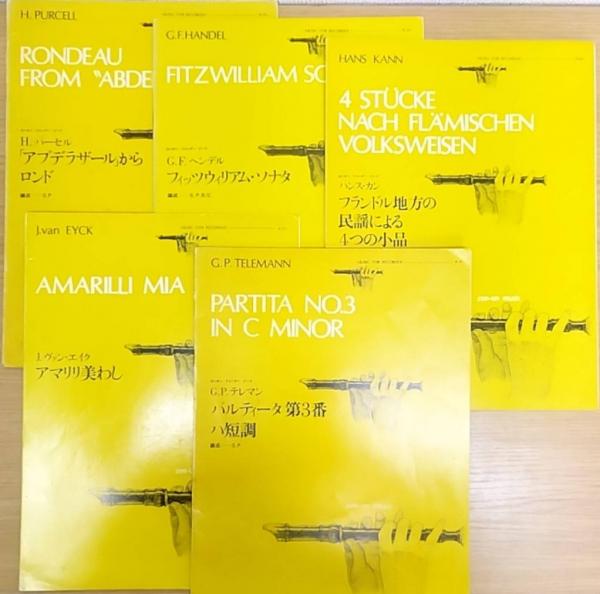 H. PURCELL
RONDEAU
FROM "ABDE
H. パーセル
「アブデラザール」から
ロンド
G.F. HANDEL
FITZWILLIAM SO
G.F. ヘンデル
フィッツウィリアム・ソナタ
HANS KANN
4 STÜCKE
NACH FLÄMISCHEN
VOLKSWEISEN
ハンス・カン
フランドル地方の
民謡による
4つの小品
J.van EYCK
AMARILLI MIA
J. ヴァン・エイク
アマリリ美わし
G.P. TELEMANN
MUSIC FOR RECORDER
PARTITA NO.3
IN C MINOR
G.P. テレマン
パルティータ 第3番
ハ短調